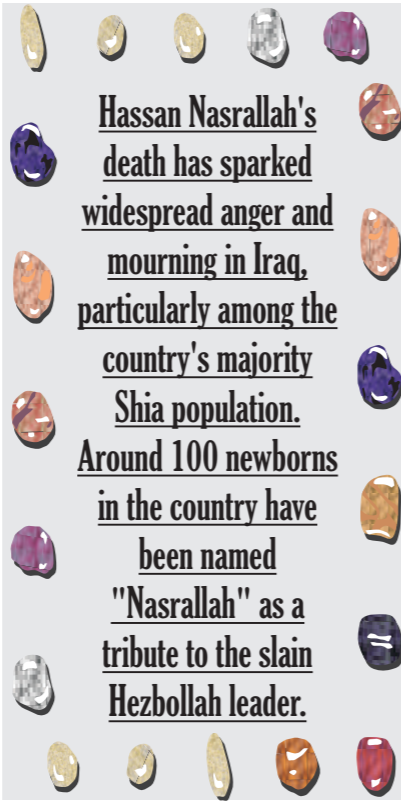 Hassan Nasrallah's
death has sparked
widespread anger and
mourning in Iraq,
particularly among the
country's majority
Shia population.
Around 100 newborns
in the country have
been named
"Nasrallah" as a
tribute to the slain
Hezbollah leader.